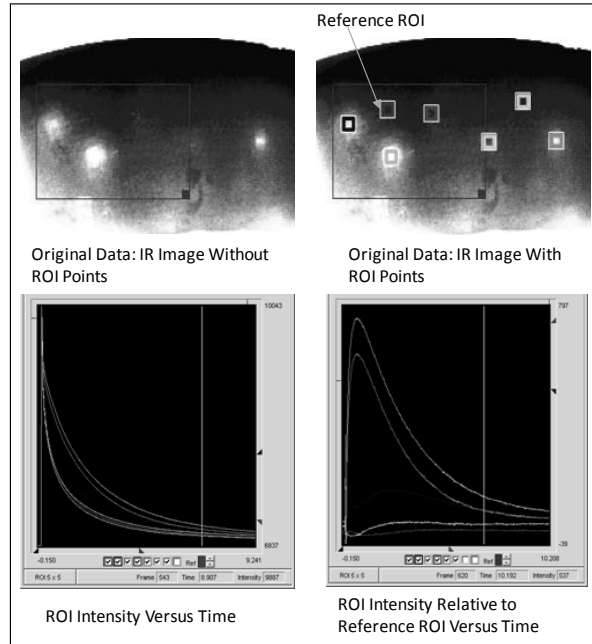 Reference ROI
Original Data: IR Image Without
ROI Points
Original Data: IR Image With
ROI Points
10043
6837
-0.150
9.241
Ref
ROI 5 x 5
Frame 543
Time 8.907
Intensity 9887
ROI Intensity Versus Time
797
-39
-0.150
10.208
Ref
ROI 5 x 5
Frame 620
Time 10.192
Intensity 537
ROI Intensity Relative to
Reference ROI Versus Time